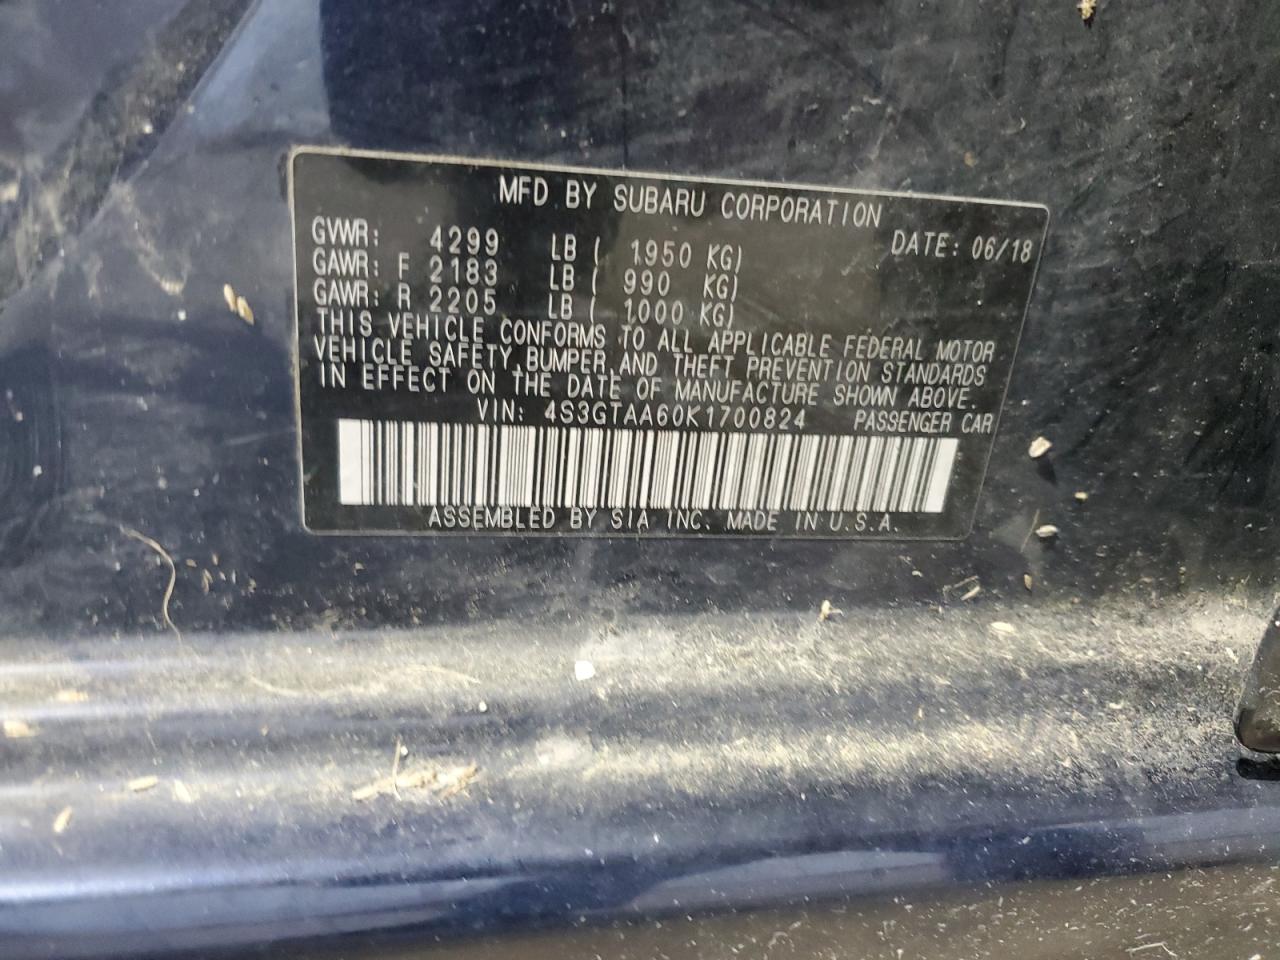 MFD BY SUBARU CORPORATION
GVWR: 4299 LB ( 1950 KG) DATE: 06/18
GAWR: F 2183 LB ( 990 KG)
GAWR: R 2205 LB ( 1000 KG)
THIS VEHICLE CONFORMS TO ALL APPLICABLE FEDERAL MOTOR
VEHICLE SAFETY, BUMPER, AND THEFT PREVENTION STANDARDS
IN EFFECT ON THE DATE OF MANUFACTURE SHOWN ABOVE.
VIN: 4S3GTAA60K1700824 PASSENGER CAR
ASSEMBLED BY SIA INC. MADE IN U.S.A.